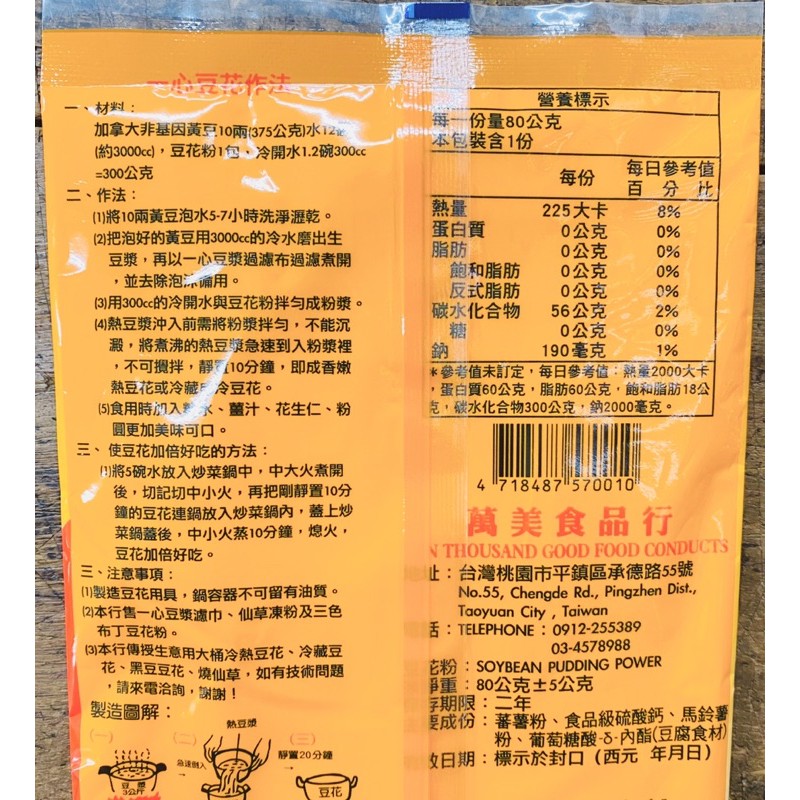 一心豆花作法
一、材料：
加拿大非基因黃豆10兩(375公克)水12
(約3000cc)，豆花粉1包、冷開水1.2碗300cc
=300公克
二、作法：
(1)將10兩黃豆泡水5-7小時洗淨瀝乾。
(2)把泡好的黃豆用3000cc的冷水磨出生
豆漿，再以一心豆漿過濾布過濾煮開
，並去除泡沫備用。
(3)用300cc的冷開水與豆花粉拌勻成粉漿。
(4)熱豆漿沖入前需將粉漿拌勻，不能沉
澱，將煮沸的熱豆漿急速到入粉漿裡
，不可攪拌，靜置10分鐘，即成香嫩
熱豆花或冷藏成冷豆花。
(5)食用時加入糖水、薑汁、花生仁、粉
圓更加美味可口。
三、使豆花加倍好吃的方法：
(1)將5碗水放入炒菜鍋中，中大火煮開
後，切記切中小火，再把剛靜置10分
鐘的豆花連鍋放入炒菜鍋內，蓋上炒
菜鍋蓋後，中小火蒸10分鐘，熄火，
豆花加倍好吃。
三、注意事項：
(1)製造豆花用具，鍋容器不可留有油質。
(2)本行售一心豆漿濾巾、仙草凍粉及三色
布丁豆花粉。
(3)本行傳授生意用大桶冷熱豆花、冷藏豆
花、黑豆豆花、燒仙草，如有技術問題
，請來電洽詢，謝謝！
製造圖解：
(一) (二) (三)
熱豆漿
急速倒入
靜置20分鐘
豆漿
3公斤
豆花
營養標示
每一份量80公克
本包裝含1份
每份 每日參考值
百分比
熱量 225大卡 8%
蛋白質 0公克 0%
脂肪 0公克 0%
飽和脂肪 0公克 0%
反式脂肪 0公克 0%
碳水化合物 56公克 2%
糖 0公克 0%
鈉 190毫克 1%
*參考值未訂定，每日參考值：熱量2000大卡
，蛋白質60公克，脂肪60公克，飽和脂肪18公
克，碳水化合物300公克，鈉2000毫克。
4 718487 570010
萬美食品行
N THOUSAND GOOD FOOD CONDUCTS
址：台灣桃園市平鎮區承德路55號
No.55, Chengde Rd., Pingzhen Dist.,
Taoyuan City , Taiwan
話：TELEPHONE：0912-255389
03-4578988
花粉：SOYBEAN PUDDING POWER
淨重：80公克±5公克
存期限：二年
要成份：蕃薯粉、食品級硫酸鈣、馬鈴薯
粉、葡萄糖酸-δ-內酯(豆腐食材)
效日期：標示於封口（西元 年月日）